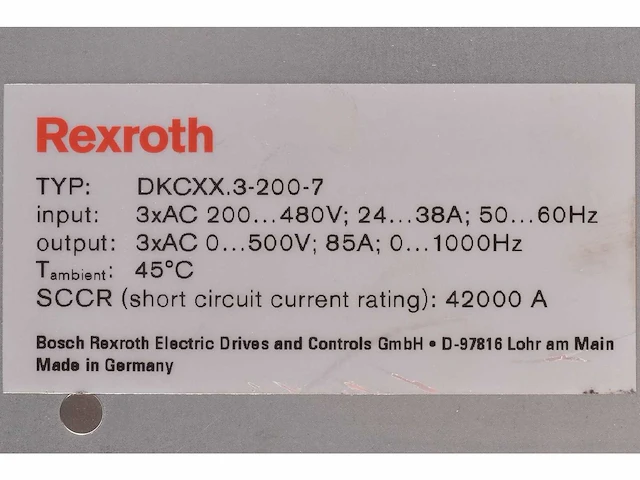 Rexroth
TYP: DKCXX.3-200-7
input: 3xAC 200...480V; 24...38A; 50...60Hz
output: 3xAC 0...500V; 85A; 0...1000Hz
Tambient: 45°C
SCCR (short circuit current rating): 42000 A
Bosch Rexroth Electric Drives and Controls GmbH • D-97816 Lohr am Main
Made in Germany